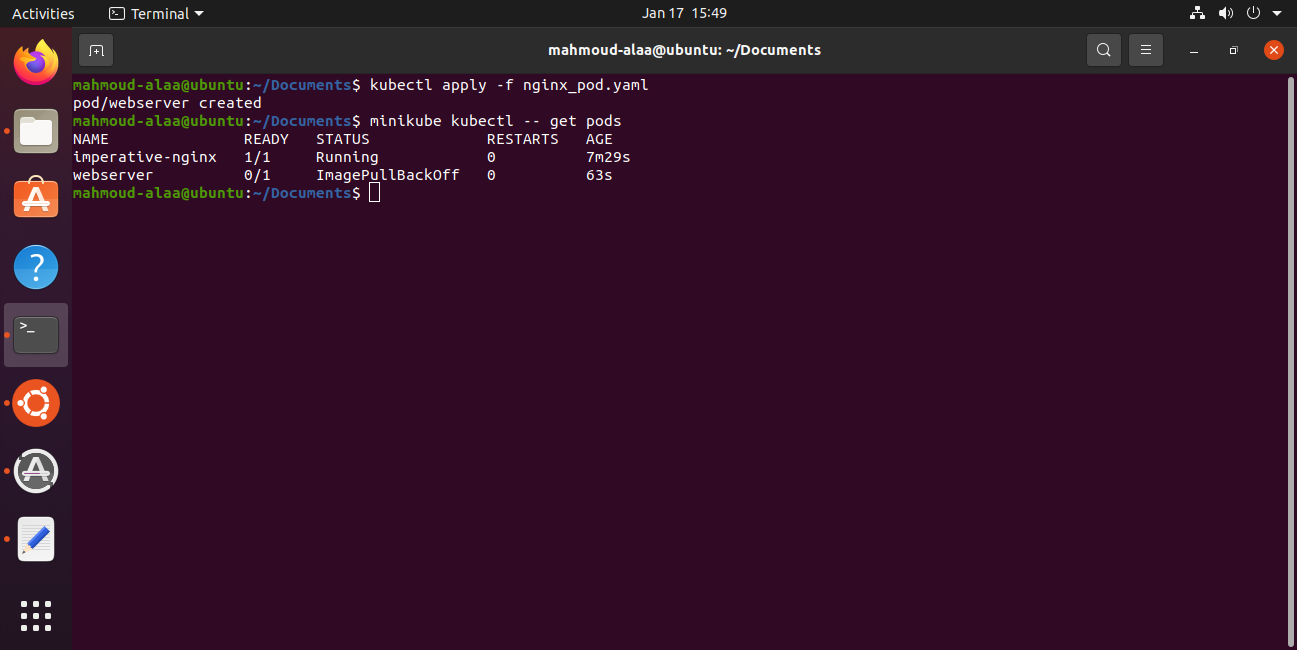 Activities Terminal Jan 17 15:49
mahmoud-alaa@ubuntu: ~/Documents
mahmoud-alaa@ubuntu:~/Documents$ kubectl apply -f nginx_pod.yaml
pod/webserver created
mahmoud-alaa@ubuntu:~/Documents$ minikube kubectl -- get pods
NAME READY STATUS RESTARTS AGE
imperative-nginx 1/1 Running 0 7m29s
webserver 0/1 ImagePullBackOff 0 63s
mahmoud-alaa@ubuntu:~/Documents$